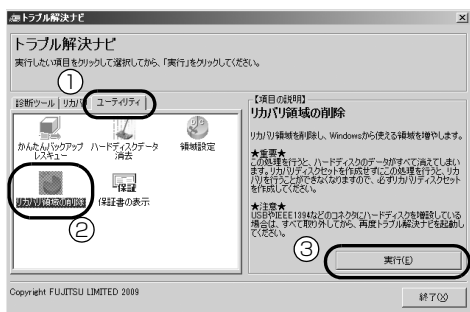 トラブル解決ナビ
トラブル解決ナビ
実行したい項目をクリックして選択してから、「実行」をクリックしてください。
①
診断ツール リカバリ ユーティリティ
かんたんバックアップ
レスキュー
ハードディスクデータ
消去
領域設定
リカバリ領域の削除
保証
保証書の表示
②
【項目の説明】
リカバリ領域の削除
リカバリ領域を削除し、Windowsから使える領域を増やします。
★重要★
この処理を行うと、ハードディスクのデータがすべて消えてしまい
ます。リカバリディスクセットを作成せずにこの処理を行うと、リカ
バリを行うことができなくなりますので、必ずリカバリディスクセット
を作成してください。
★注意★
USBやIEEE1394などのコネクタにハードディスクを増設している
場合は、すべて取り外してから、再度トラブル解決ナビを起動し
てください。
③
実行(E)
Copyright FUJITSU LIMITED 2009
終了(X)